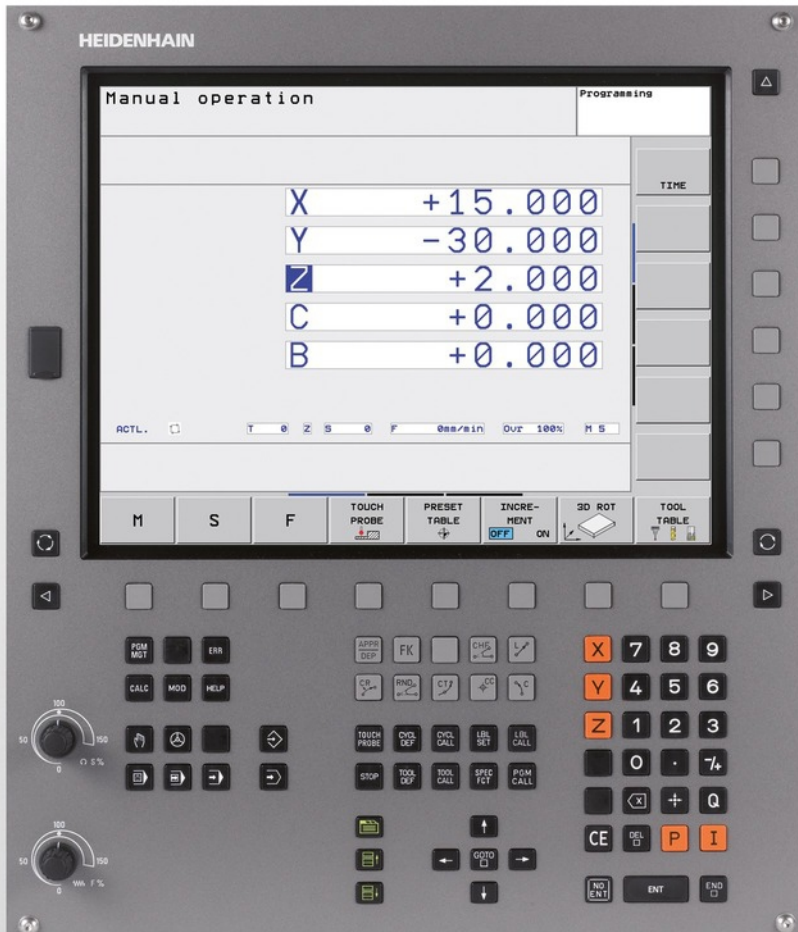 HEIDENHAIN
Manual operation
Programming
TIME
X +15.000
Y -30.000
Z +2.000
C +0.000
B +0.000
ACTL. T 0 Z S 0 F 0mm/min Ovr 100% M 5
M S F TOUCH PROBE PRESET TABLE INCRE-MENT OFF ON 3D ROT TOOL TABLE
PGM MGT ERR
APPR DEP FK CHF L
X 7 8 9
CALC MOD HELP
CR RND CT CC C
Y 4 5 6
Z 1 2 3
TOUCH PROBE CYCL DEF CYCL CALL LBL SET LBL CALL
0 . -/+
STOP TOOL DEF TOOL CALL SPEC FCT PGM CALL
X Q
CE DEL P I
GOTO
NO ENT ENT END
100
50 150
0 S %
100
50 150
0 F %